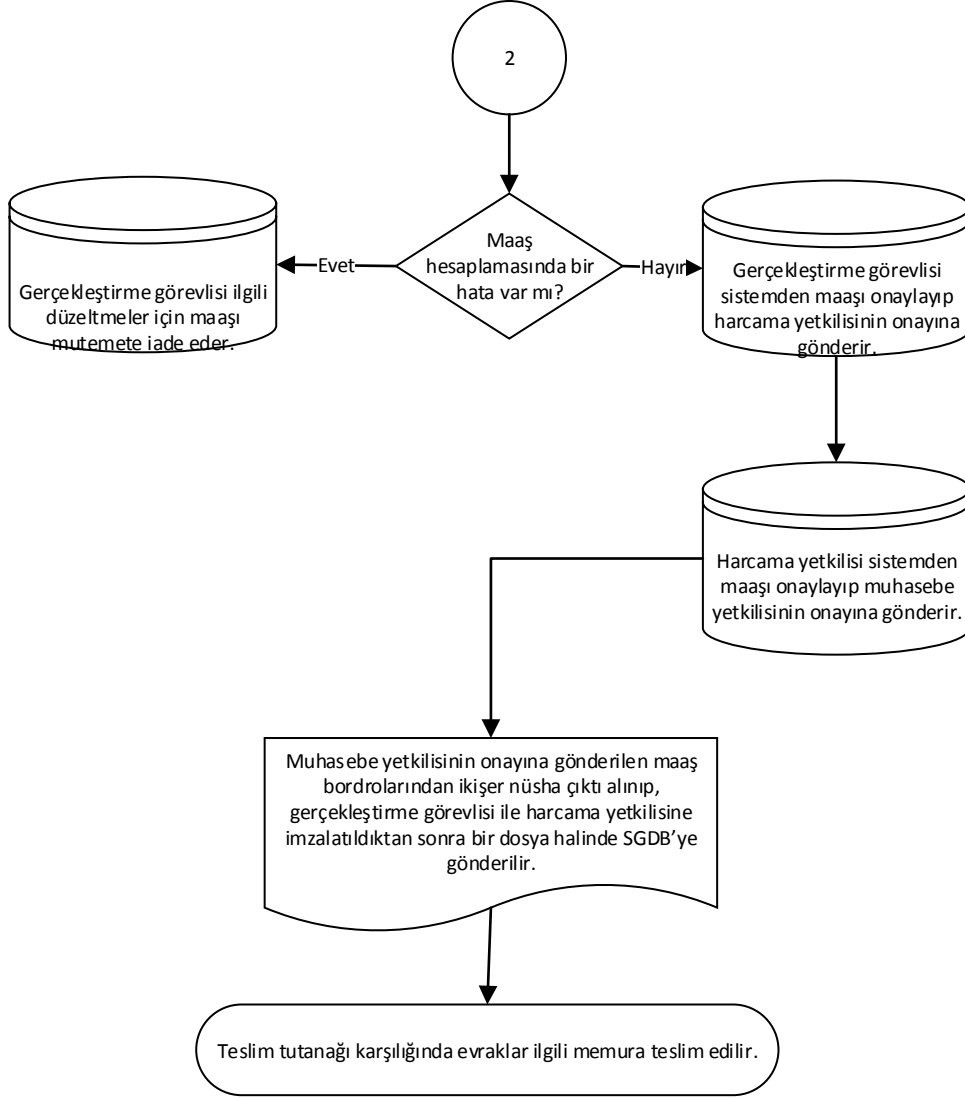 2
Maaş
hesaplamasında bir
hata var mı?
Evet
Hayır
Gerçekleştirme görevlisi ilgili
düzeltmeler için maaşı
mutemete iade eder.
Gerçekleştirme görevlisi
sistemden maaşı onaylayıp
harcama yetkilisinin onayına
gönderir.
Harcama yetkilisi sistemden
maaşı onaylayıp muhasebe
yetkilisinin onayına gönderir.
Muhasebe yetkilisinin onayına gönderilen maaş
bordrolarından ikişer nüsha çıktı alınıp,
gerçekleştirme görevlisi ile harcama yetkilisine
imzalatıldıktan sonra bir dosya halinde SGDB’ye
gönderilir.
Teslim tutanağı karşılığında evraklar ilgili memura teslim edilir.